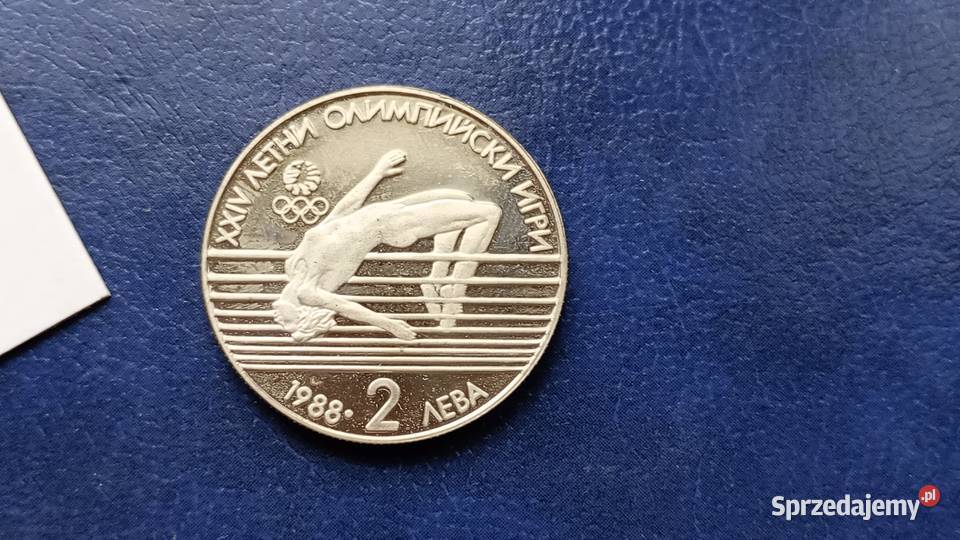 XXIV ЛЕТНИ ОЛИМПИЙСКИ ИГРИ
1988• 2 ЛЕВА
Sprzedajemy.pl